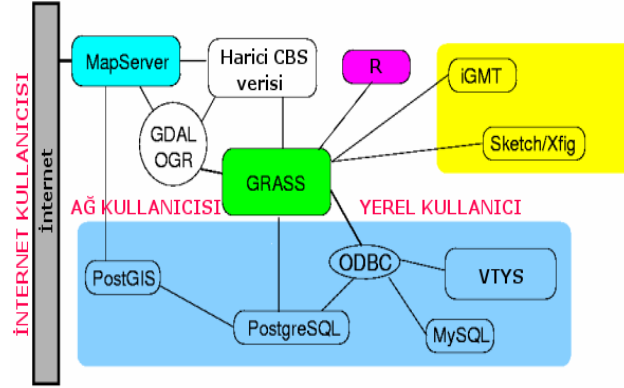 İNTERNET KULLANICISI
İnternet
MapServer
Harici CBS
verisi
R
iGMT
GDAL
OGR
Sketch/Xfig
GRASS
AĞ KULLANICISI
YEREL KULLANICI
PostGIS
ODBC
VTYS
PostgreSQL
MySQL